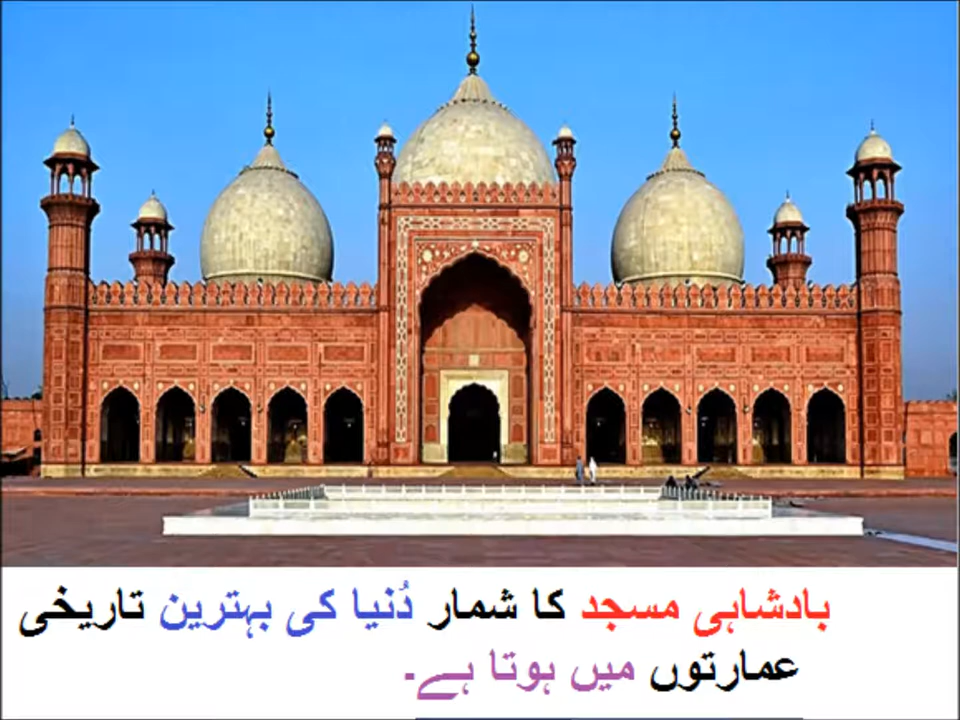 بادشاہی مسجد کا شمار دُنیا کی بہترین تاریخی
عمارتوں میں ہوتا ہے۔